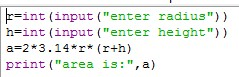 r=int(input("enter radius"))
h=int(input("enter height"))
a=2*3.14*r*(r+h)
print("area is:",a)